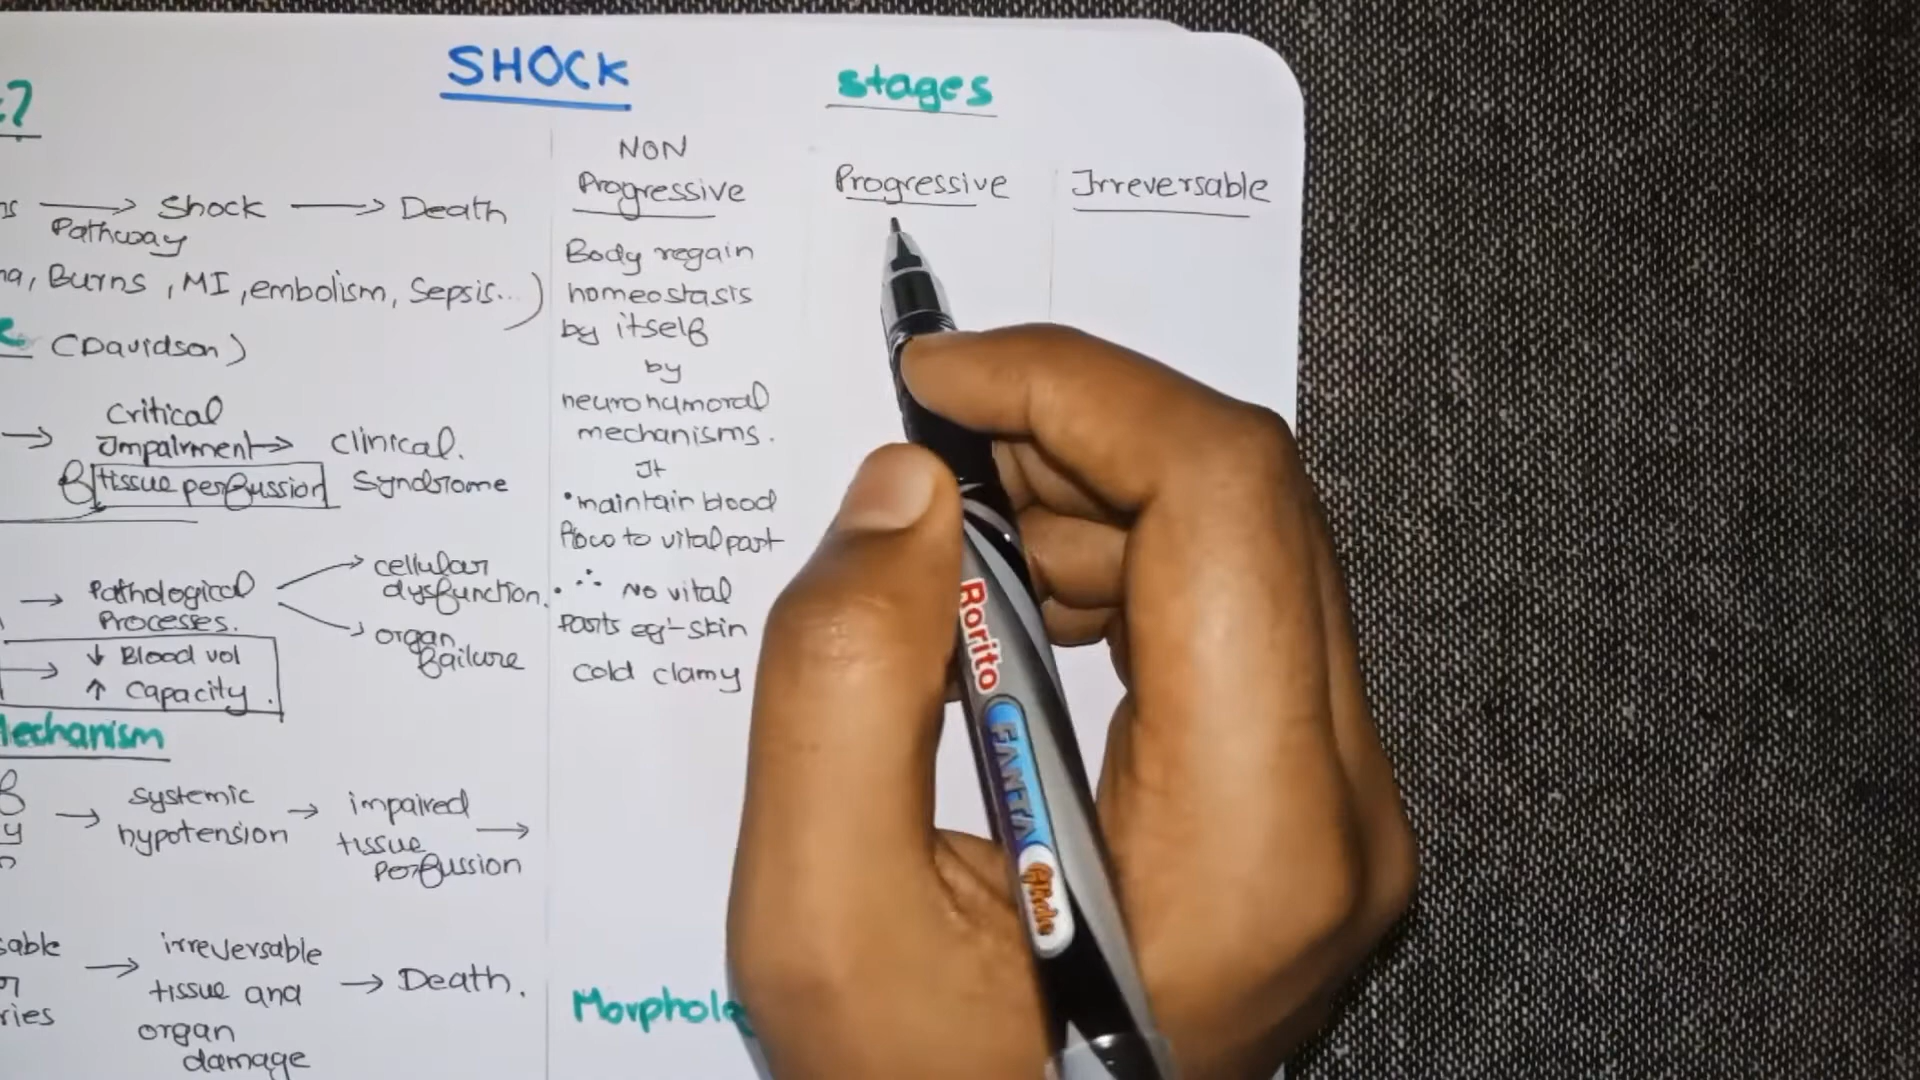 SHOCK
stages
?
Pathway
Shock
Death
Burns, MI, embolism, Sepsis...)
(Davidson)
Critical
Impairment
clinical.
tissue perfussion
Syndrome
Pathological
Processes.
cellular
dysfunction.
organ
failure
↓ Blood vol
↑ Capacity.
Mechanism
systemic
hypotension
impaired
tissue
perfussion
irreversable
tissue and
organ
damage
Death.
NON
Progressive
Body regain
homeostasis
by itself
by
neurohumoral
mechanisms.
It
• maintain blood
floco to vital part
∴ No vital
Parts eg:- skin
cold clamy
Progressive
Irreversable
Morpholo
Rorito
FANTA
Glide